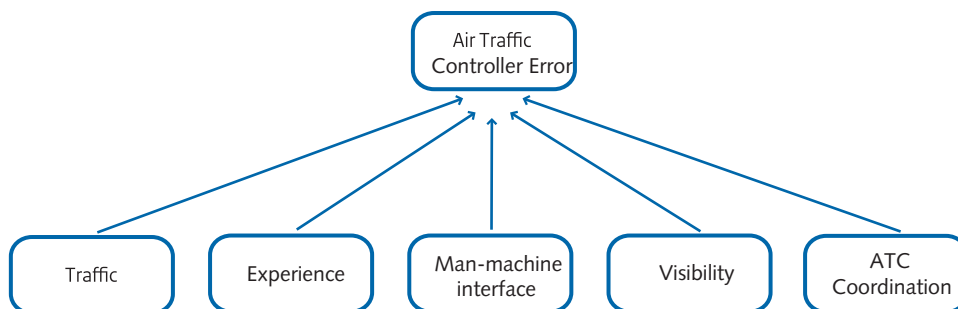 Air Traffic
Controller Error
Traffic
Experience
Man-machine
interface
Visibility
ATC
Coordination